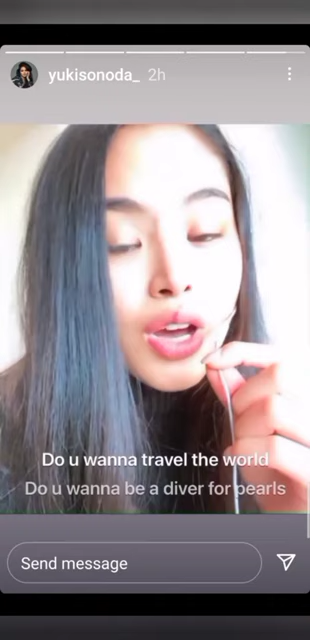 yukisonoda_ 2h
Do u wanna travel the world
Do u wanna be a diver for pearls
Send message